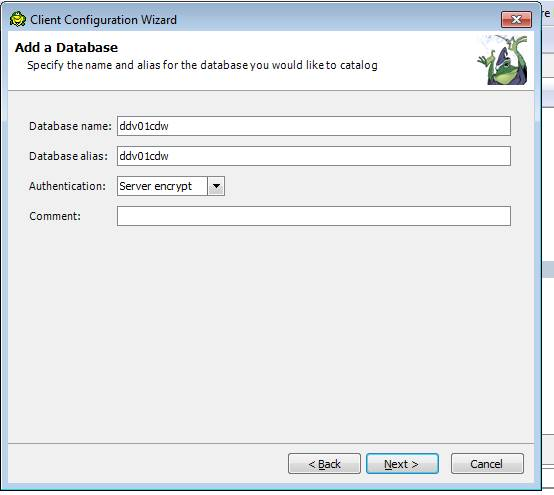 Client Configuration Wizard
Add a Database
Specify the name and alias for the database you would like to catalog
Database name: ddv01cdw
Database alias: ddv01cdw
Authentication: Server encrypt
Comment:
< Back Next > Cancel